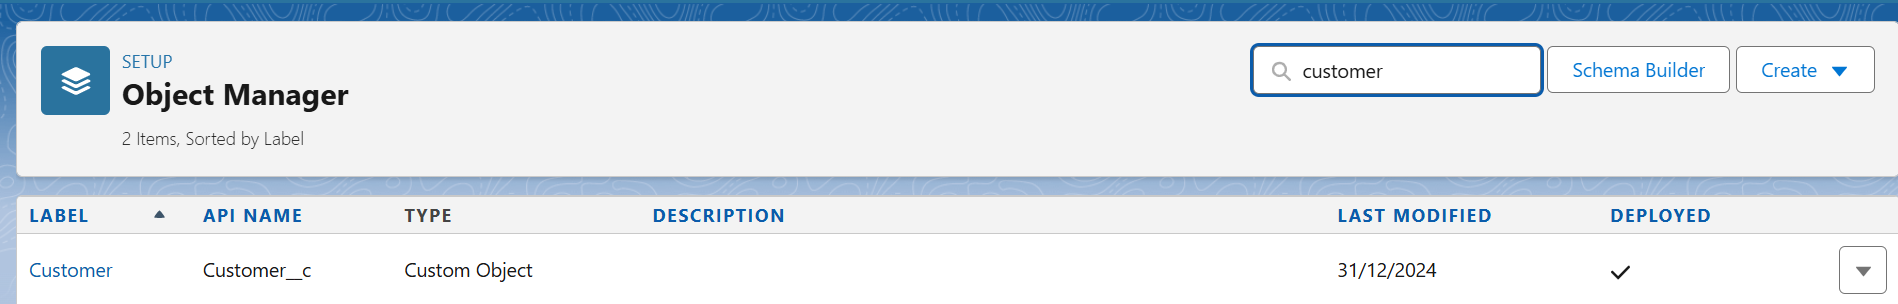 SETUP
Object Manager
2 Items, Sorted by Label
customer
Schema Builder
Create
LABEL API NAME TYPE DESCRIPTION LAST MODIFIED DEPLOYED
Customer Customer__c Custom Object 31/12/2024